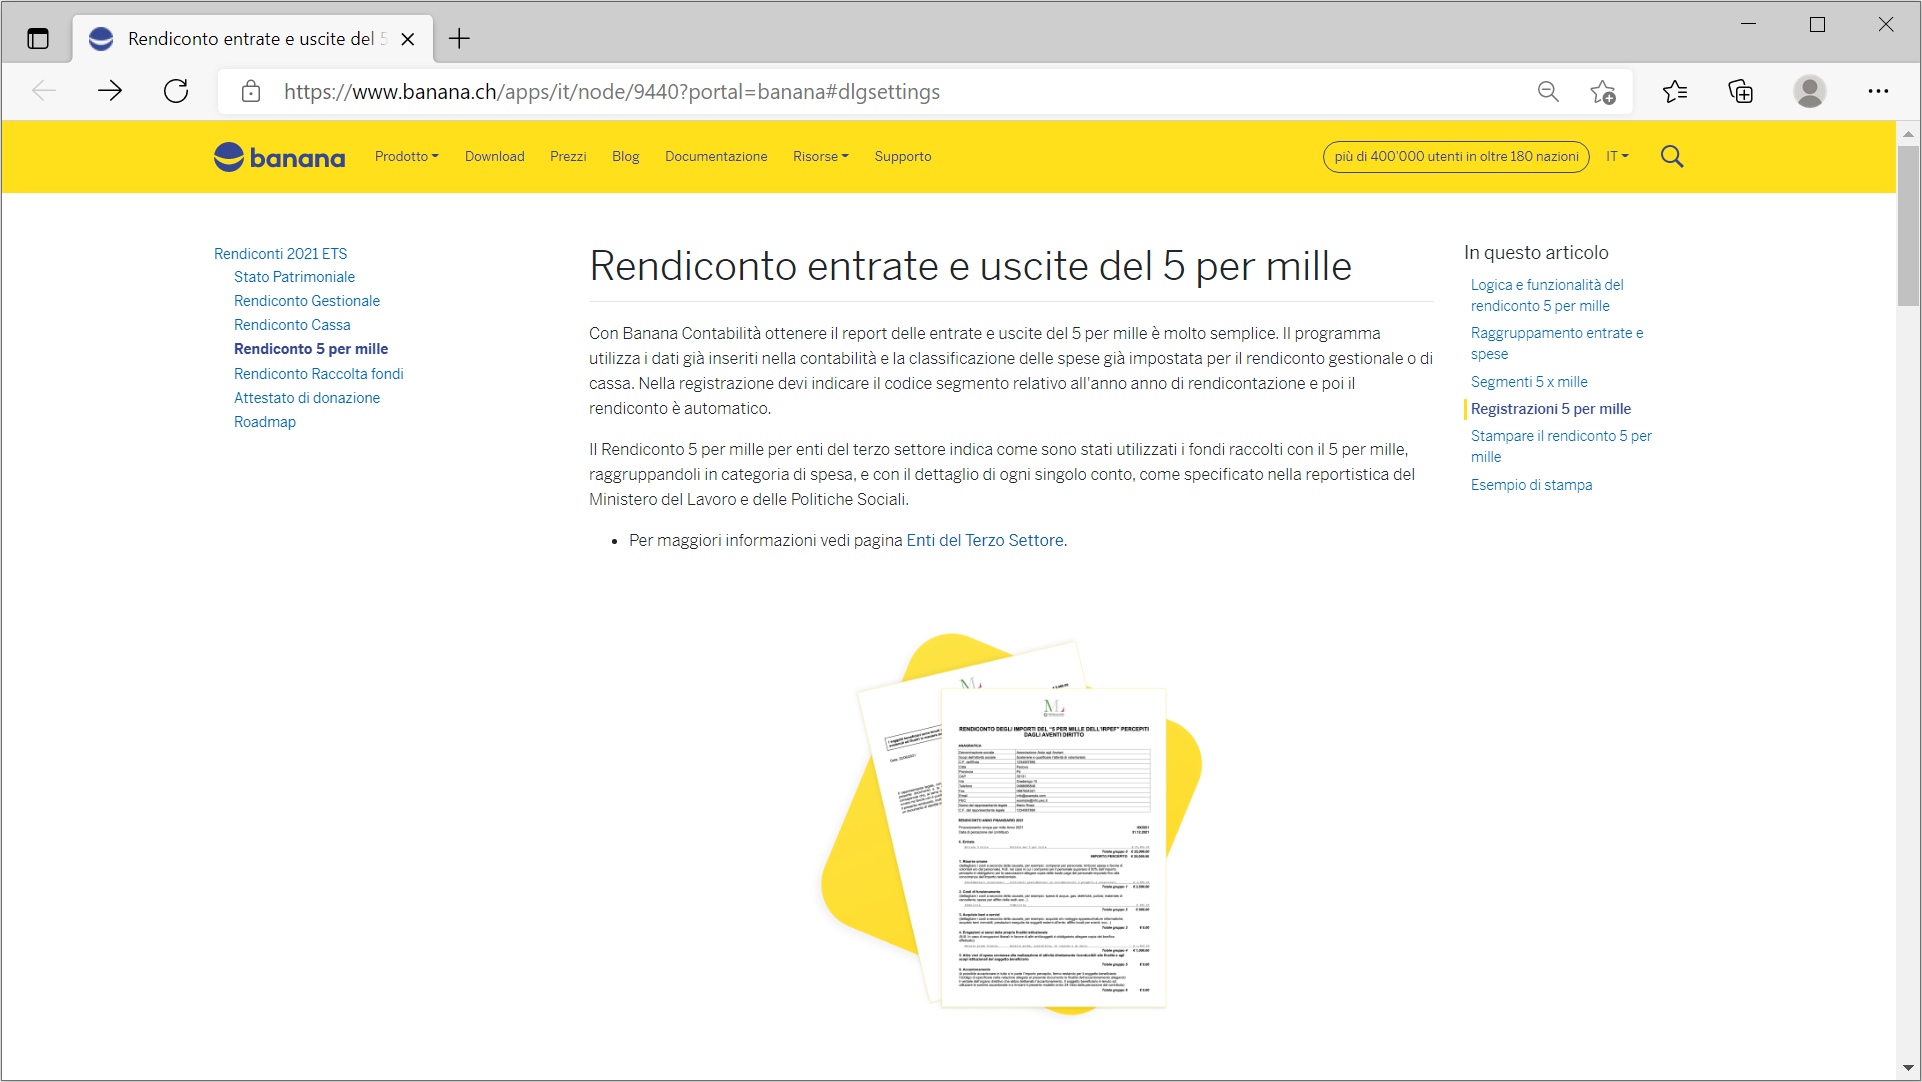 Rendiconto entrate e uscite del 5
https://www.banana.ch/apps/it/node/9440?portal=banana#dlgsettings
banana
Prodotto
Download
Prezzi
Blog
Documentazione
Risorse
Supporto
più di 400'000 utenti in oltre 180 nazioni
IT
Rendiconti 2021 ETS
Stato Patrimoniale
Rendiconto Gestionale
Rendiconto Cassa
Rendiconto 5 per mille
Rendiconto Raccolta fondi
Attestato di donazione
Roadmap
Rendiconto entrate e uscite del 5 per mille
Con Banana Contabilità ottenere il report delle entrate e uscite del 5 per mille è molto semplice. Il programma
utilizza i dati già inseriti nella contabilità e la classificazione delle spese già impostata per il rendiconto gestionale o di
cassa. Nella registrazione devi indicare il codice segmento relativo all'anno anno di rendicontazione e poi il
rendiconto è automatico.
Il Rendiconto 5 per mille per enti del terzo settore indica come sono stati utilizzati i fondi raccolti con il 5 per mille,
raggruppandoli in categoria di spesa, e con il dettaglio di ogni singolo conto, come specificato nella reportistica del
Ministero del Lavoro e delle Politiche Sociali.
Per maggiori informazioni vedi pagina Enti del Terzo Settore.
In questo articolo
Logica e funzionalità del
rendiconto 5 per mille
Raggruppamento entrate e
spese
Segmenti 5 x mille
Registrazioni 5 per mille
Stampare il rendiconto 5 per
mille
Esempio di stampa
ML
RENDICONTO DEGLI IMPORTI DEL "5 PER MILLE DELL'IRPEF" PERCEPITI
DAGLI AVENTI DIRITTO
ANAGRAFICA
RENDICONTO ANNO FINANZIARIO 2021